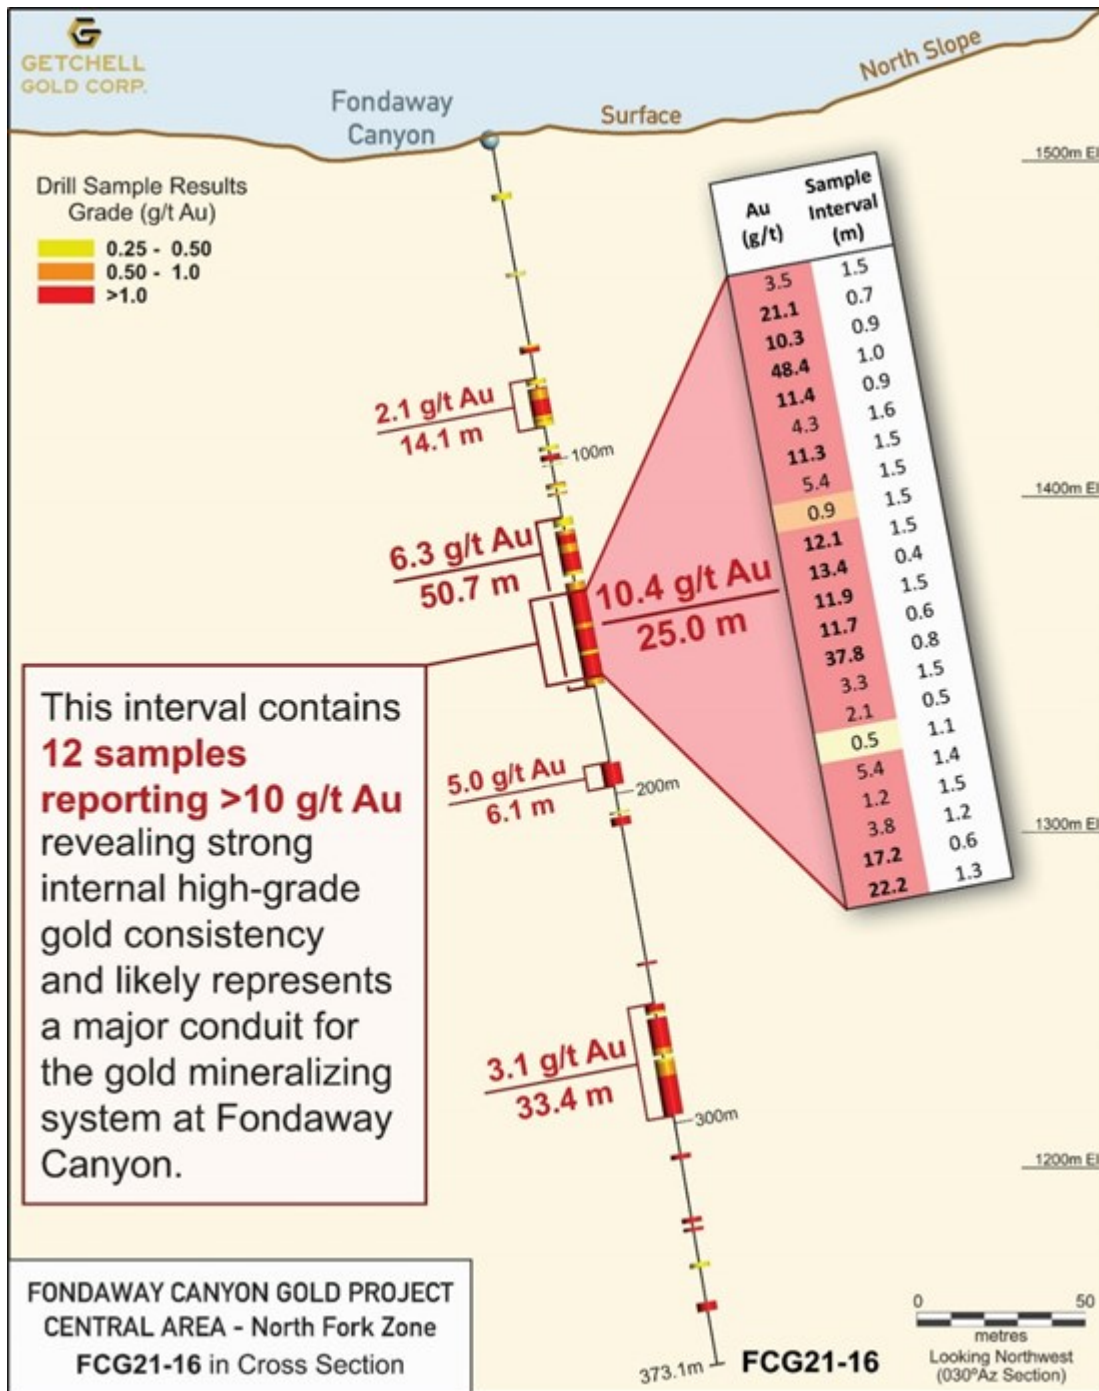 GETCHELL
GOLD CORP.
Fondaway
Canyon
Surface
North Slope
1500m El
Drill Sample Results
Grade (g/t Au)
0.25 - 0.50
0.50 - 1.0
>1.0
Au
(g/t)
Sample
Interval
(m)
3.5 1.5
21.1 0.7
10.3 0.9
48.4 1.0
11.4 0.9
4.3 1.6
11.3 1.5
5.4 1.5
0.9 1.5
12.1 1.5
13.4 0.4
11.9 1.5
11.7 0.6
37.8 0.8
3.3 1.5
2.1 0.5
0.5 1.1
5.4 1.4
1.2 1.5
3.8 1.2
17.2 0.6
22.2 1.3
2.1 g/t Au
14.1 m
100m
1400m El
6.3 g/t Au
50.7 m
10.4 g/t Au
25.0 m
This interval contains
12 samples
reporting >10 g/t Au
revealing strong
internal high-grade
gold consistency
and likely represents
a major conduit for
the gold mineralizing
system at Fondaway
Canyon.
5.0 g/t Au
6.1 m
200m
1300m El
3.1 g/t Au
33.4 m
300m
1200m El
FONDAWAY CANYON GOLD PROJECT
CENTRAL AREA - North Fork Zone
FCG21-16 in Cross Section
373.1m
FCG21-16
0 50
metres
Looking Northwest
(030ºAz Section)